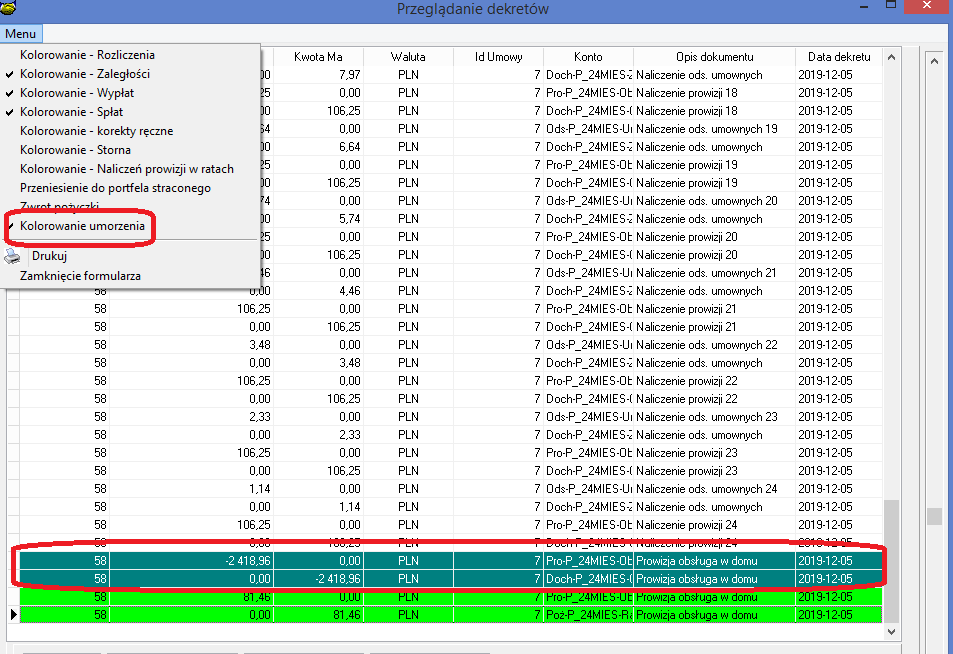 Przeglądanie dekretów
Menu
Kolorowanie - Rozliczenia
Kolorowanie - Zaległości
Kolorowanie - Wypłat
Kolorowanie - Spłat
Kolorowanie - korekty ręczne
Kolorowanie - Storna
Kolorowanie - Naliczeń prowizji w ratach
Przeniesienie do portfela straconego
Zwrot pożyczki
Kolorowanie umorzenia
Drukuj
Zamknięcie formularza
Kwota Ma Waluta Id Umowy Konto Opis dokumentu Data dekretu
00 7,97 PLN 7 Doch-P_24MIES- Naliczenie ods. umownych 2019-12-05
25 0,00 PLN 7 Pro-P_24MIES-Ob Naliczenie prowizji 18 2019-12-05
00 106,25 PLN 7 Doch-P_24MIES- Naliczenie prowizji 18 2019-12-05
64 0,00 PLN 7 Ods-P_24MIES-Ur Naliczenie ods. umownych 19 2019-12-05
00 6,64 PLN 7 Doch-P_24MIES- Naliczenie ods. umownych 2019-12-05
25 0,00 PLN 7 Pro-P_24MIES-Ob Naliczenie prowizji 19 2019-12-05
00 106,25 PLN 7 Doch-P_24MIES- Naliczenie prowizji 19 2019-12-05
74 0,00 PLN 7 Ods-P_24MIES-Ur Naliczenie ods. umownych 20 2019-12-05
00 5,74 PLN 7 Doch-P_24MIES- Naliczenie ods. umownych 2019-12-05
25 0,00 PLN 7 Pro-P_24MIES-Ob Naliczenie prowizji 20 2019-12-05
00 106,25 PLN 7 Doch-P_24MIES- Naliczenie prowizji 20 2019-12-05
46 0,00 PLN 7 Ods-P_24MIES-Ur Naliczenie ods. umownych 21 2019-12-05
58 0,00 4,46 PLN 7 Doch-P_24MIES- Naliczenie ods. umownych 2019-12-05
58 106,25 0,00 PLN 7 Pro-P_24MIES-Ob Naliczenie prowizji 21 2019-12-05
58 0,00 106,25 PLN 7 Doch-P_24MIES- Naliczenie prowizji 21 2019-12-05
58 3,48 0,00 PLN 7 Ods-P_24MIES-Ur Naliczenie ods. umownych 22 2019-12-05
58 0,00 3,48 PLN 7 Doch-P_24MIES- Naliczenie ods. umownych 2019-12-05
58 106,25 0,00 PLN 7 Pro-P_24MIES-Ob Naliczenie prowizji 22 2019-12-05
58 0,00 106,25 PLN 7 Doch-P_24MIES- Naliczenie prowizji 22 2019-12-05
58 2,33 0,00 PLN 7 Ods-P_24MIES-Ur Naliczenie ods. umownych 23 2019-12-05
58 0,00 2,33 PLN 7 Doch-P_24MIES- Naliczenie ods. umownych 2019-12-05
58 106,25 0,00 PLN 7 Pro-P_24MIES-Ob Naliczenie prowizji 23 2019-12-05
58 0,00 106,25 PLN 7 Doch-P_24MIES- Naliczenie prowizji 23 2019-12-05
58 1,14 0,00 PLN 7 Ods-P_24MIES-Ur Naliczenie ods. umownych 24 2019-12-05
58 0,00 1,14 PLN 7 Doch-P_24MIES- Naliczenie ods. umownych 2019-12-05
58 106,25 0,00 PLN 7 Pro-P_24MIES-Ob Naliczenie prowizji 24 2019-12-05
58 0,00 106,25 PLN 7 Doch-P_24MIES- Naliczenie prowizji 24 2019-12-05
58 -2 418,96 0,00 PLN 7 Pro-P_24MIES-Ob Prowizja obsługa w domu 2019-12-05
58 0,00 -2 418,96 PLN 7 Doch-P_24MIES- Prowizja obsługa w domu 2019-12-05
58 81,46 0,00 PLN 7 Pro-P_24MIES-Ob Prowizja obsługa w domu 2019-12-05
58 0,00 81,46 PLN 7 Poż-P_24MIES-Ra Prowizja obsługa w domu 2019-12-05